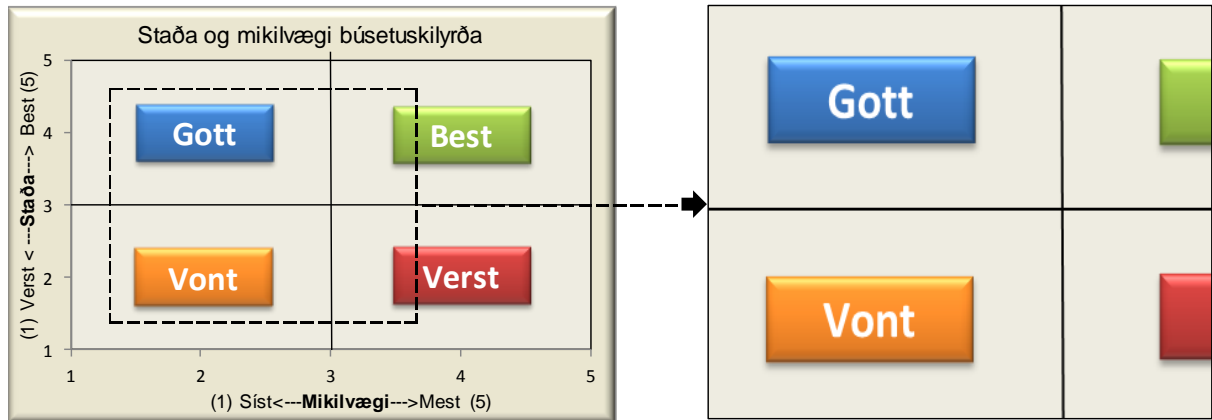 Staða og mikilvægi búsetuskilyrða
(1) Verst < ---Staða---> Best (5)
5
4
3
2
1
Gott
Best
Vont
Verst
1 2 3 4 5
(1) Síst<---Mikilvægi--->Mest (5)
Gott
Vont